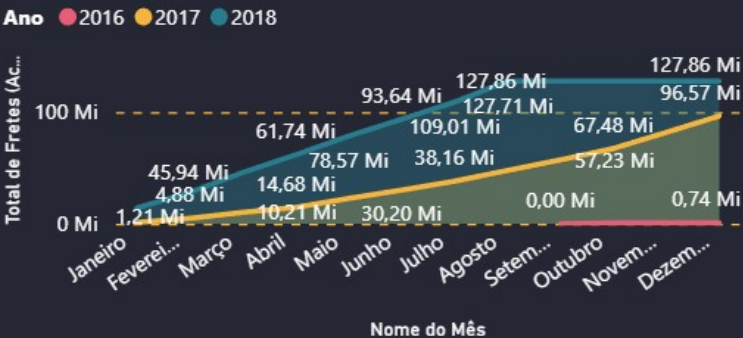 Ano 2016 2017 2018
Total de Fretes (Ac...
100 Mi
0 Mi
127,86 Mi
127,86 Mi
96,57 Mi
93,64 Mi
127,71 Mi
61,74 Mi
109,01 Mi
67,48 Mi
45,94 Mi
78,57 Mi
38,16 Mi
57,23 Mi
4,88 Mi
14,68 Mi
0,00 Mi
0,74 Mi
1,21 Mi
10,21 Mi
30,20 Mi
Janeiro
Feverei...
Março
Abril
Maio
Junho
Julho
Agosto
Setem...
Outubro
Novem...
Dezem...
Nome do Mês